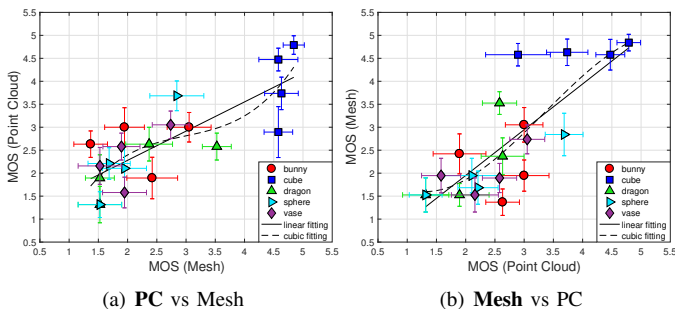 MOS (Point Cloud)
5.5
5
4.5
4
3.5
3
2.5
2
1.5
1
0.5
0.5 1 1.5 2 2.5 3 3.5 4 4.5 5 5.5
MOS (Mesh)
bunny
cube
dragon
sphere
vase
linear fitting
cubic fitting
(a) PC vs Mesh
MOS (Mesh)
5.5
5
4.5
4
3.5
3
2.5
2
1.5
1
0.5
0.5 1 1.5 2 2.5 3 3.5 4 4.5 5 5.5
MOS (Point Cloud)
bunny
cube
dragon
sphere
vase
linear fitting
cubic fitting
(b) Mesh vs PC